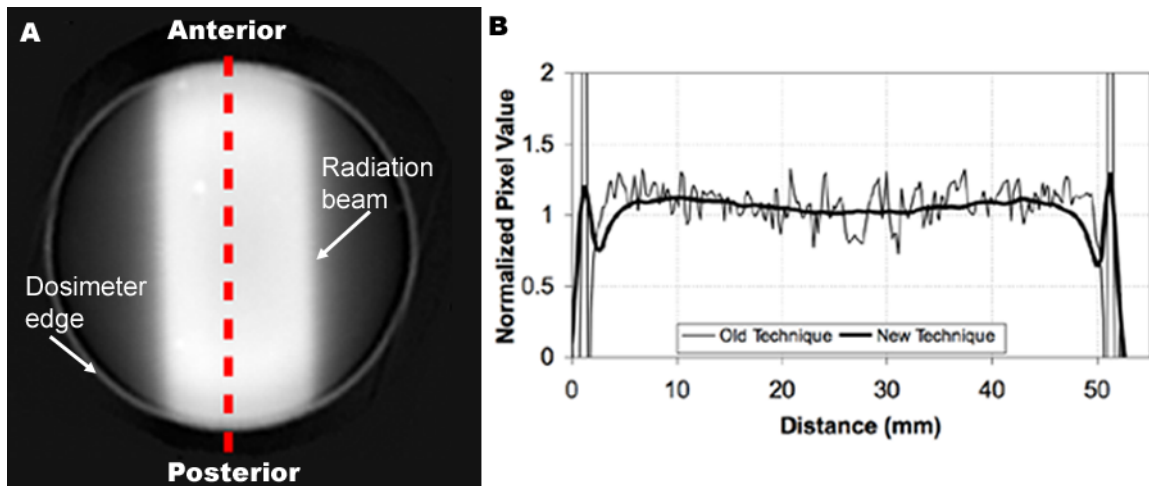 A
Anterior
Radiation
beam
Dosimeter
edge
Posterior
B
Normalized Pixel Value
2
1.5
1
0.5
0
Old Technique
New Technique
0
10
20
30
40
50
Distance (mm)